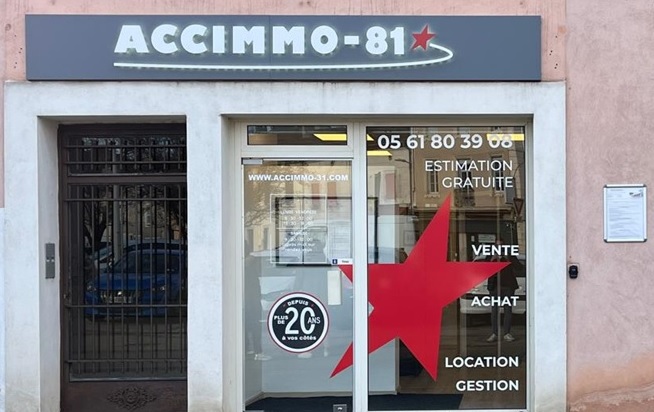 ACCIMMO-81
05 61 80 39 08
ESTIMATION
GRATUITE
WWW.ACCIMMO-31.COM
VENTE
ACHAT
DEPUIS
PLUS DE 20 ANS
à vos côtés
LOCATION
GESTION